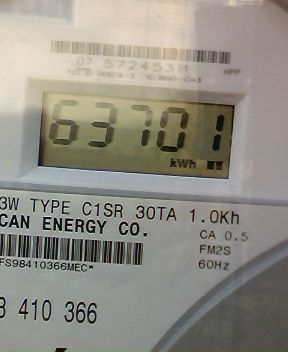 07 57245311
63701
kWh
3W TYPE C1SR 30TA 1.0Kh
CAN ENERGY CO.
CA 0.5
FM2S
FS98410366MEC*
60Hz
8 410 366